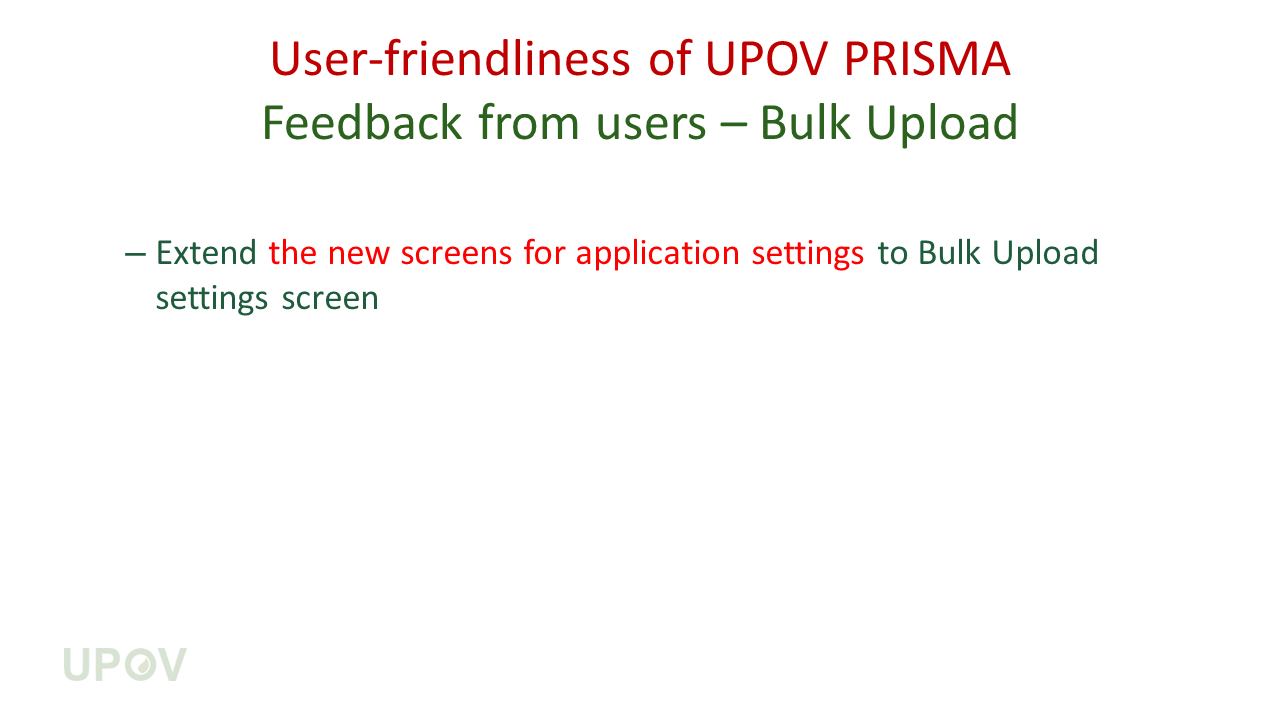 User-friendliness of UPOV PRISMA
Feedback from users – Bulk Upload
– Extend the new screens for application settings to Bulk Upload
settings screen
UPOV